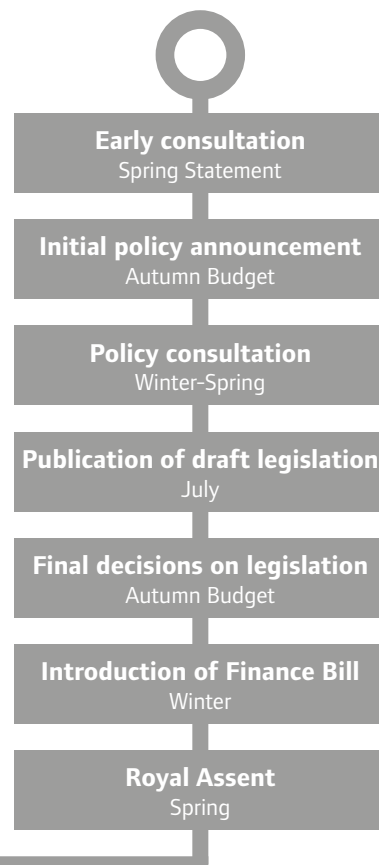 Early consultation
Spring Statement
Initial policy announcement
Autumn Budget
Policy consultation
Winter-Spring
Publication of draft legislation
July
Final decisions on legislation
Autumn Budget
Introduction of Finance Bill
Winter
Royal Assent
Spring